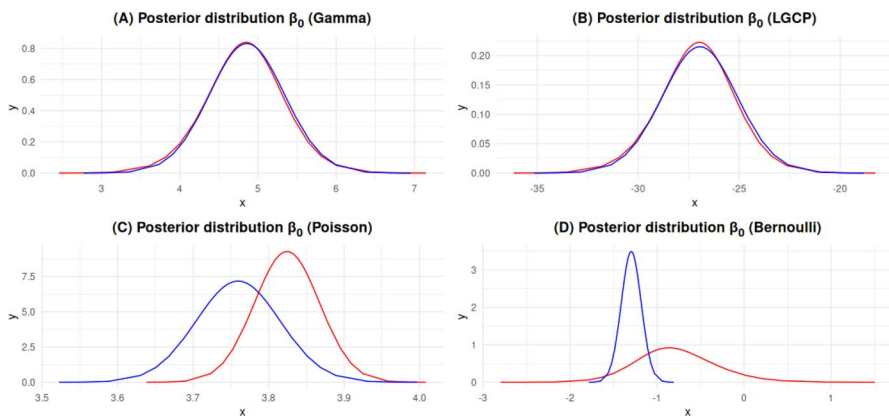 (A) Posterior distribution β0 (Gamma)
y
0.8
0.6
0.4
0.2
0.0
3 4 5 6 7
x
(B) Posterior distribution β0 (LGCP)
y
0.20
0.15
0.10
0.05
0.00
-35 -30 -25 -20
x
(C) Posterior distribution β0 (Poisson)
y
7.5
5.0
2.5
0.0
3.5 3.6 3.7 3.8 3.9 4.0
x
(D) Posterior distribution β0 (Bernoulli)
y
3
2
1
0
-3 -2 -1 0 1
x